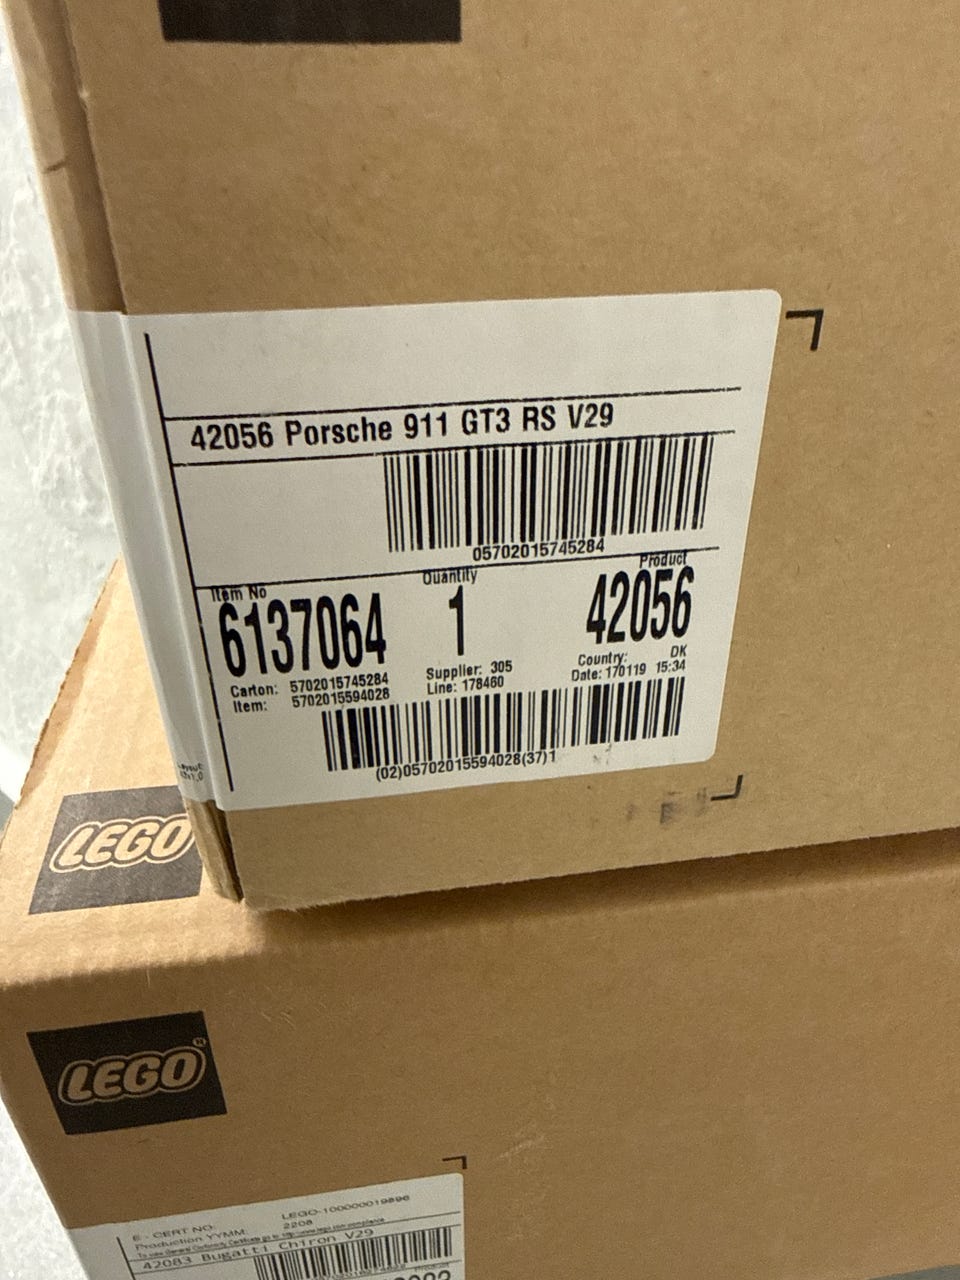 42056 Porsche 911 GT3 RS V29
05702015745284
Item No Quantity Product
6137064 1 42056
Carton: 5702015745284 Supplier: 305 Country: DK
Item: 5702015594028 Line: 178460 Date: 170119 15:34
(02)05702015594028(37)1
LEGO
LEGO
E - CERT NO: LEGO-100000019896
Production YYMM: 2208
42083 Bugatti Chiron V29